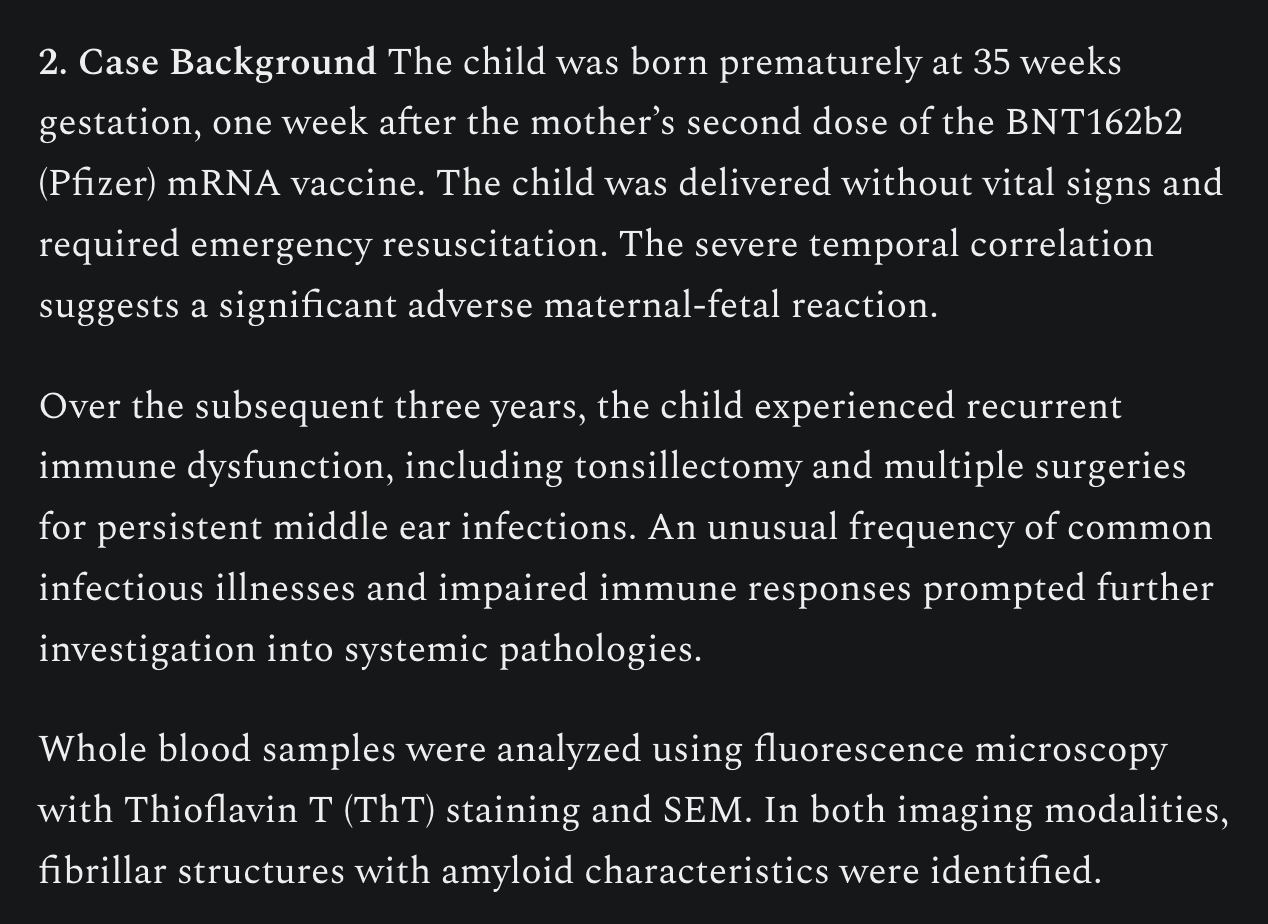 2. Case Background The child was born prematurely at 35 weeks
gestation, one week after the mother’s second dose of the BNT162b2
(Pfizer) mRNA vaccine. The child was delivered without vital signs and
required emergency resuscitation. The severe temporal correlation
suggests a significant adverse maternal-fetal reaction.
Over the subsequent three years, the child experienced recurrent
immune dysfunction, including tonsillectomy and multiple surgeries
for persistent middle ear infections. An unusual frequency of common
infectious illnesses and impaired immune responses prompted further
investigation into systemic pathologies.
Whole blood samples were analyzed using fluorescence microscopy
with Thioflavin T (ThT) staining and SEM. In both imaging modalities,
fibrillar structures with amyloid characteristics were identified.